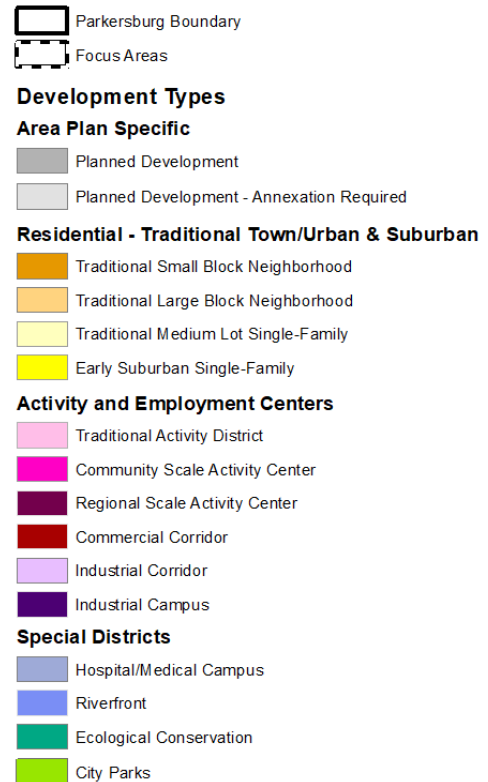 Parkersburg Boundary
Focus Areas
Development Types
Area Plan Specific
Planned Development
Planned Development - Annexation Required
Residential - Traditional Town/Urban & Suburban
Traditional Small Block Neighborhood
Traditional Large Block Neighborhood
Traditional Medium Lot Single-Family
Early Suburban Single-Family
Activity and Employment Centers
Traditional Activity District
Community Scale Activity Center
Regional Scale Activity Center
Commercial Corridor
Industrial Corridor
Industrial Campus
Special Districts
Hospital/Medical Campus
Riverfront
Ecological Conservation
City Parks